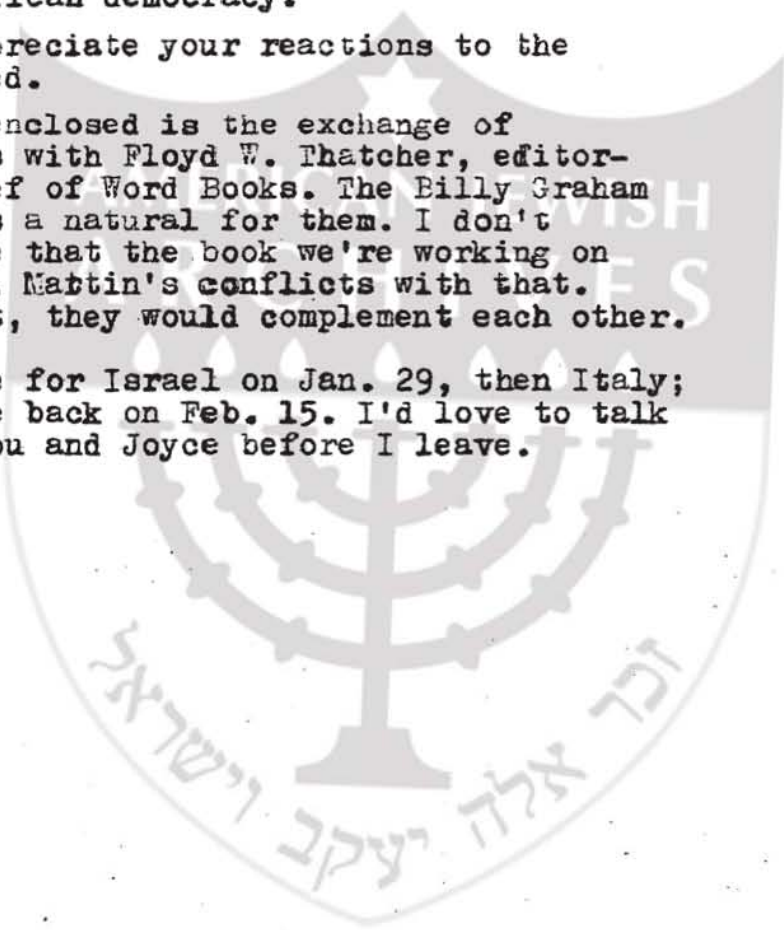 rican democracy.
reciate your reactions to the
d.
nclosed is the exchange of
s with Floyd W. Thatcher, editor-
f of Word Books. The Billy Graham
s a natural for them. I don't
e that the book we're working on
Mattin's conflicts with that.
s, they would complement each other.
e for Israel on Jan. 29, then Italy;
e back on Feb. 15. I'd love to talk
ou and Joyce before I leave.
AMERICAN JEWISH
ARCHIVES
זכר אלה יעקב וישראל